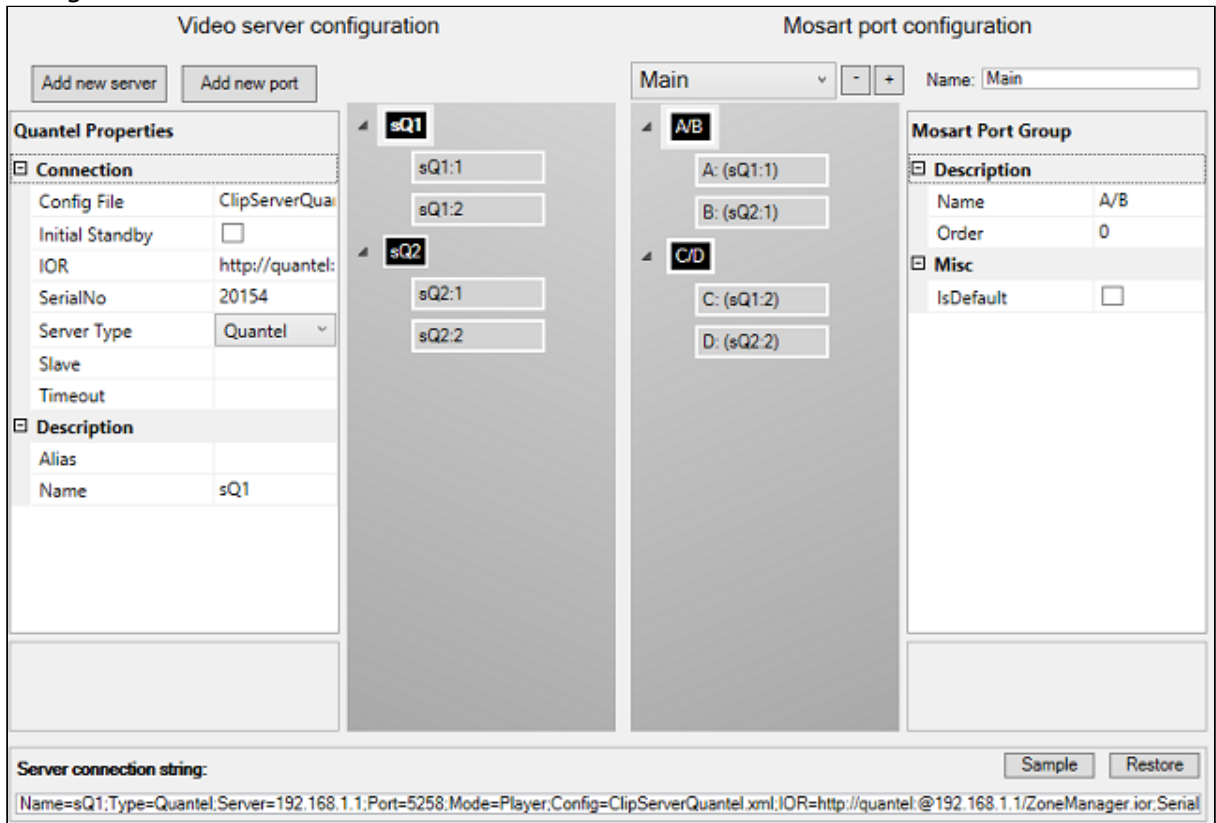 Video server configuration
Mosart port configuration
Add new server
Add new port
Main
-
+
Name: Main
Quantel Properties
Connection
Config File ClipServerQua
Initial Standby
IOR http://quantel:
SerialNo 20154
Server Type Quantel
Slave
Timeout
Description
Alias
Name sQ1
sQ1
sQ1:1
sQ1:2
sQ2
sQ2:1
sQ2:2
A/B
A: (sQ1:1)
B: (sQ2:1)
C/D
C: (sQ1:2)
D: (sQ2:2)
Mosart Port Group
Description
Name A/B
Order 0
Misc
IsDefault
Server connection string:
Sample
Restore
Name=sQ1;Type=Quantel;Server=192.168.1.1;Port=5258;Mode=Player;Config=ClipServerQuantel.xml;IOR=http://quantel:@192.168.1.1/ZoneManager.ior;Serial